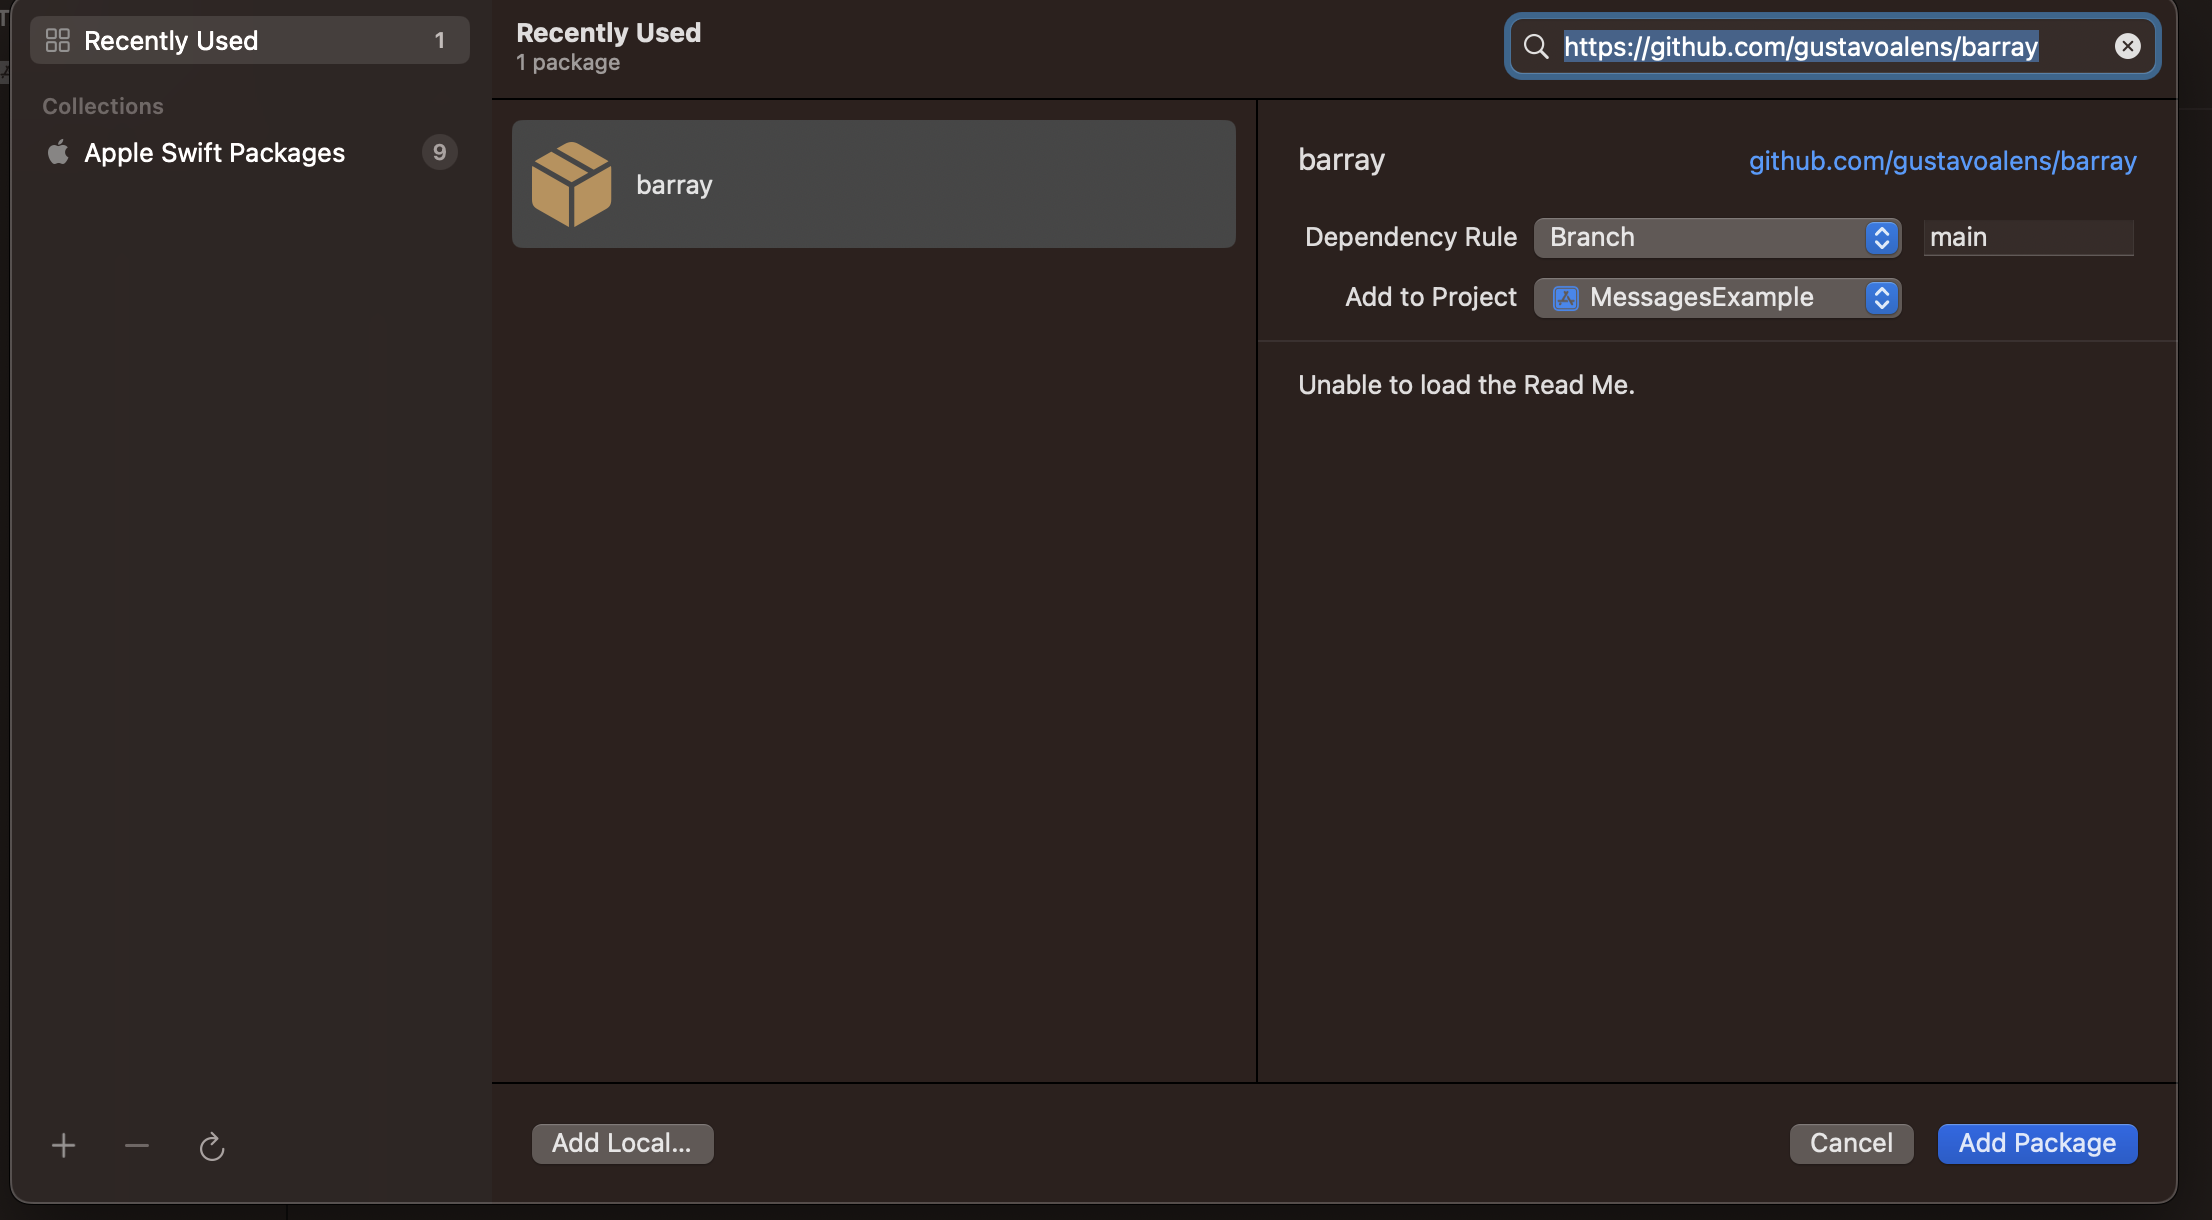 Recently Used 1
Collections
Apple Swift Packages 9
Recently Used
1 package
https://github.com/gustavoalens/barray
barray
barray
github.com/gustavoalens/barray
Dependency Rule Branch main
Add to Project MessagesExample
Unable to load the Read Me.
Add Local...
Cancel
Add Package